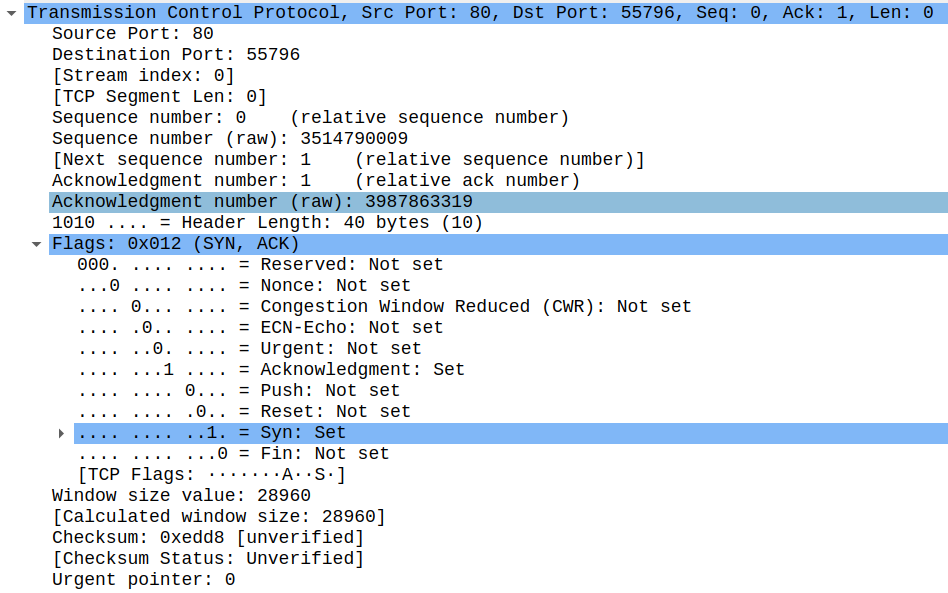 Transmission Control Protocol, Src Port: 80, Dst Port: 55796, Seq: 0, Ack: 1, Len: 0
Source Port: 80
Destination Port: 55796
[Stream index: 0]
[TCP Segment Len: 0]
Sequence number: 0    (relative sequence number)
Sequence number (raw): 3514790009
[Next sequence number: 1    (relative sequence number)]
Acknowledgment number: 1    (relative ack number)
Acknowledgment number (raw): 3987863319
1010 .... = Header Length: 40 bytes (10)
Flags: 0x012 (SYN, ACK)
000. .... .... = Reserved: Not set
...0 .... .... = Nonce: Not set
.... 0... .... = Congestion Window Reduced (CWR): Not set
.... .0.. .... = ECN-Echo: Not set
.... ..0. .... = Urgent: Not set
.... ...1 .... = Acknowledgment: Set
.... .... 0... = Push: Not set
.... .... .0.. = Reset: Not set
.... .... ..1. = Syn: Set
.... .... ...0 = Fin: Not set
[TCP Flags: ·······A··S·]
Window size value: 28960
[Calculated window size: 28960]
Checksum: 0xedd8 [unverified]
[Checksum Status: Unverified]
Urgent pointer: 0